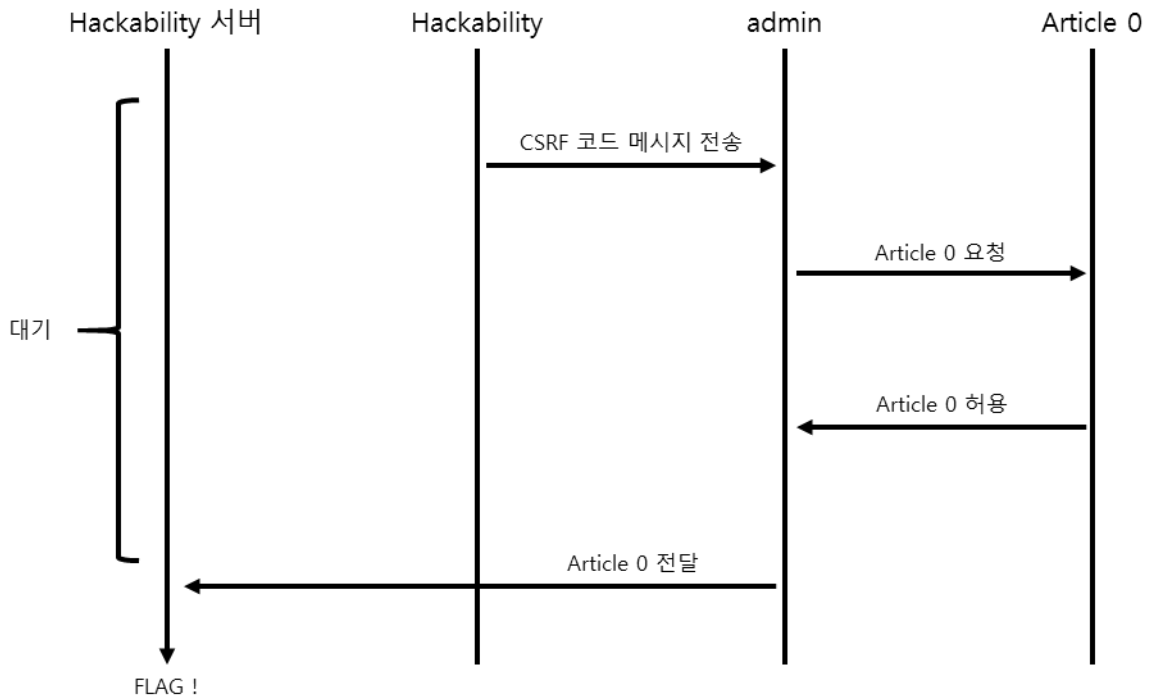 Hackability 서버
Hackability
admin
Article 0
CSRF 코드 메시지 전송
Article 0 요청
대기
Article 0 허용
Article 0 전달
FLAG !